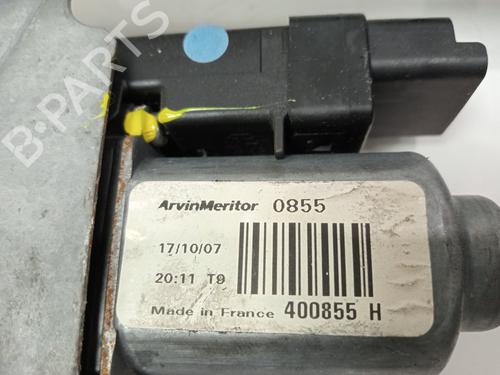 B-PARTS
ArvinMeritor 0855
17/10/07
20:11 T9
Made in France 400855 H